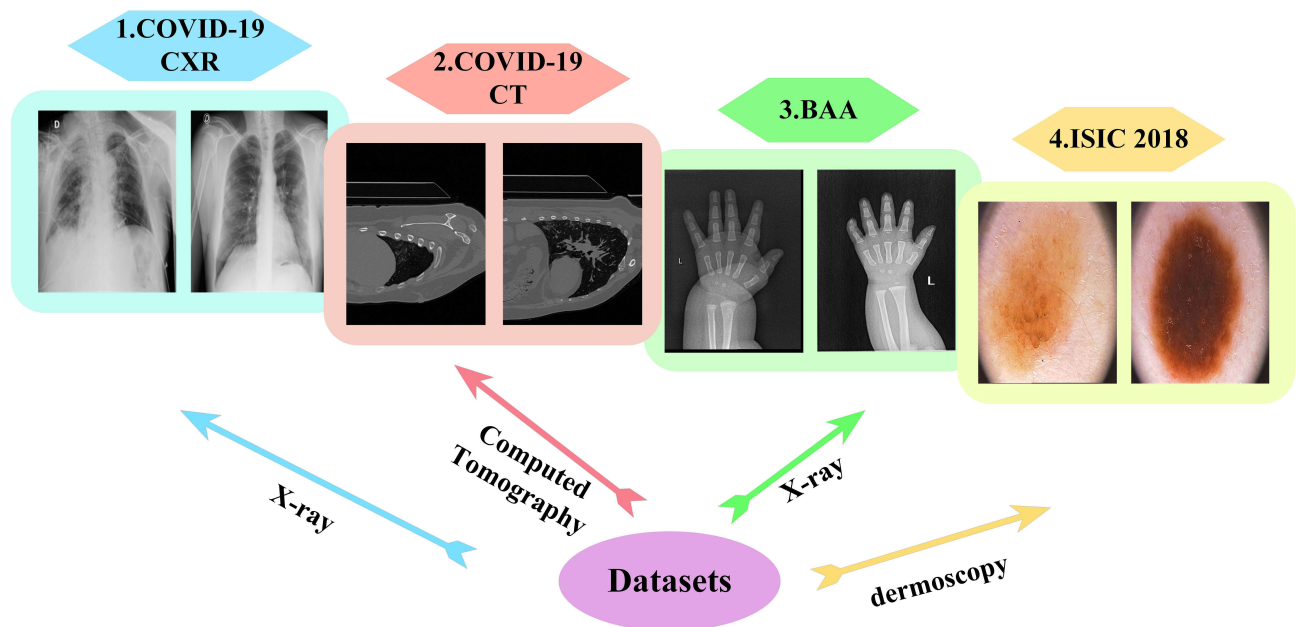 1.COVID-19
CXR
2.COVID-19
CT
3.BAA
4.ISIC 2018
D
L
L
X-ray
Computed
Tomography
X-ray
dermoscopy
Datasets